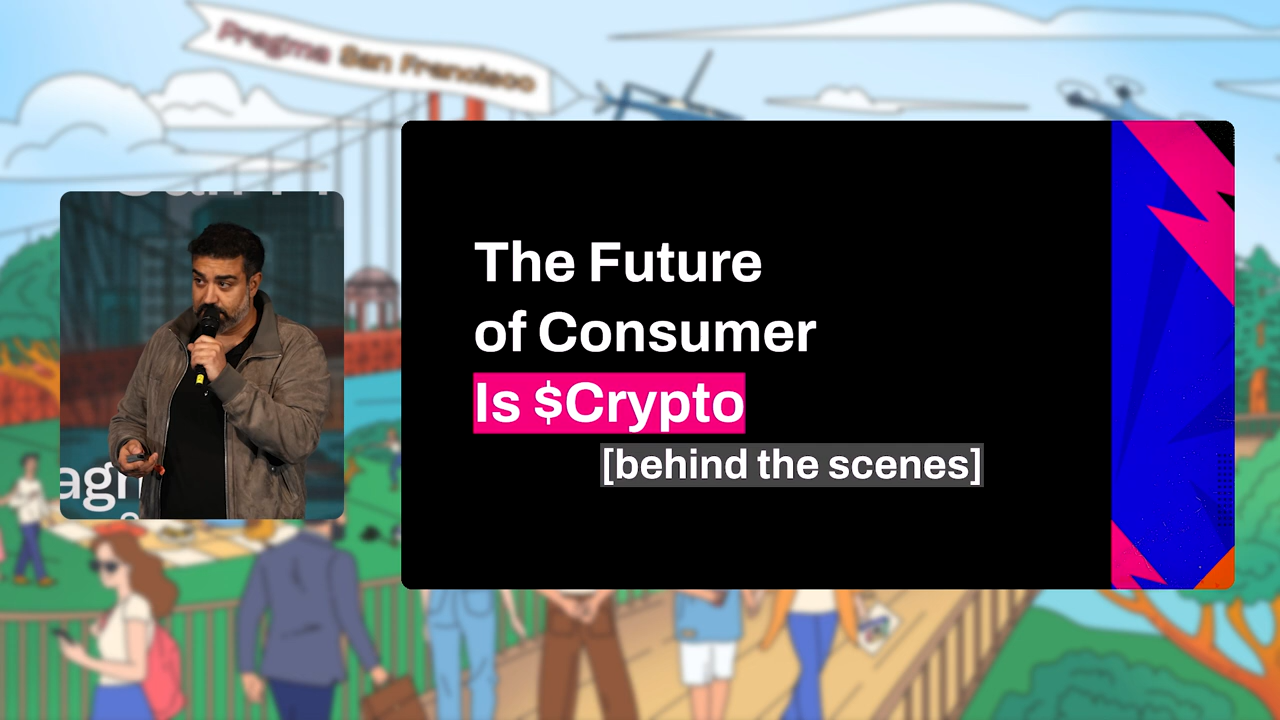 Pragma San Francisco
The Future
of Consumer
Is $Crypto
[behind the scenes]